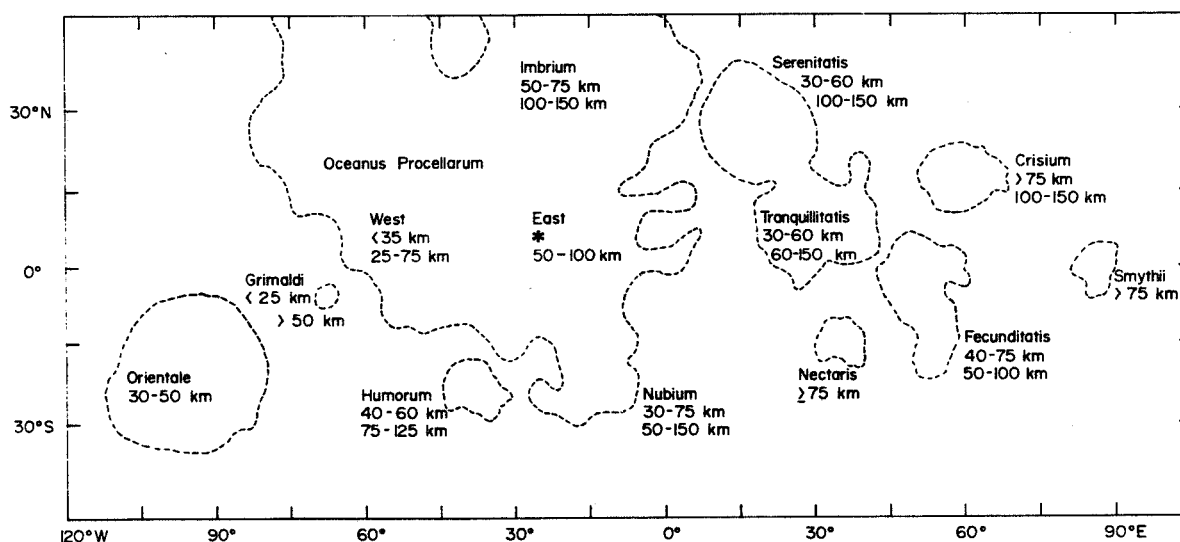 Imbrium
50-75 km
100-150 km
Serenitatis
30-60 km
100-150 km
30°N
Oceanus Procellarum
Crisium
>75 km
100-150 km
West
<35 km
25-75 km
East
*
50-100 km
Tranquillitatis
30-60 km
60-150 km
0°
Grimaldi
< 25 km
> 50 km
Smythii
> 75 km
Orientale
30-50 km
Humorum
40-60 km
75-125 km
Nubium
30-75 km
50-150 km
Nectaris
≥75 km
Fecunditatis
40-75 km
50-100 km
30°S
120°W 90° 60° 30° 0° 30° 60° 90°E